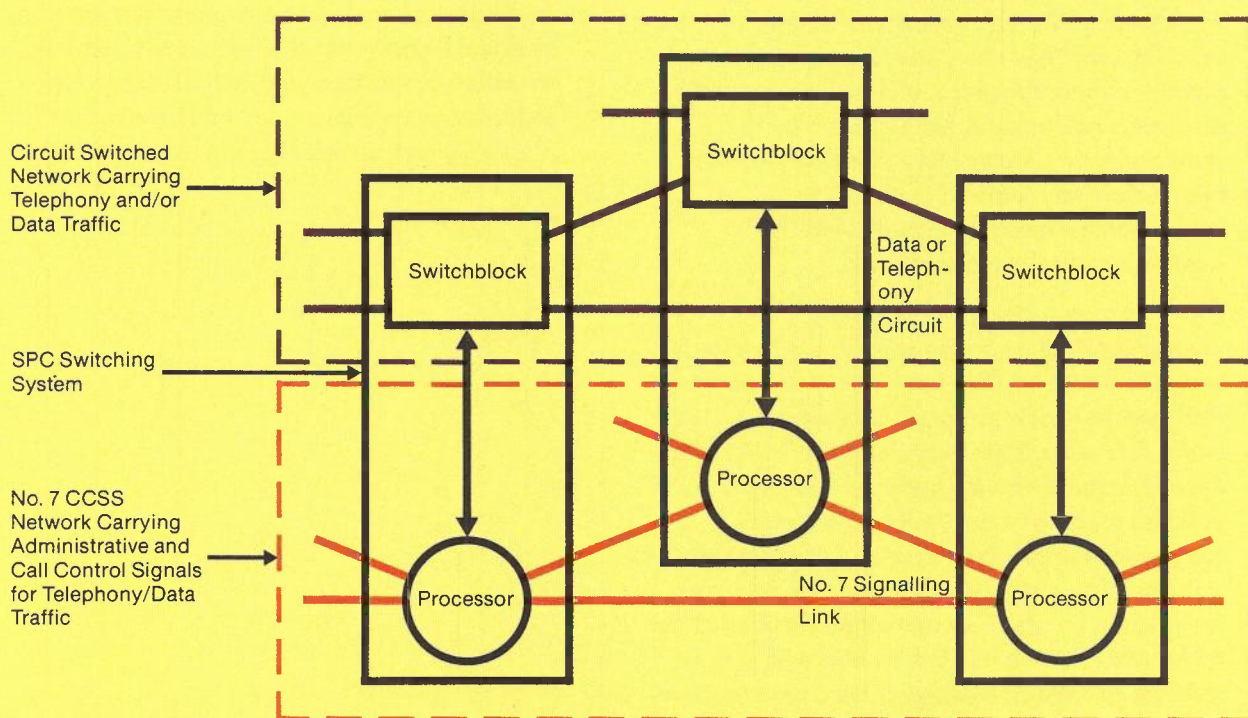 Circuit Switched
Network Carrying
Telephony and/or
Data Traffic
SPC Switching
System
No. 7 CCSS
Network Carrying
Administrative and
Call Control Signals
for Telephony/Data
Traffic
Switchblock
Switchblock
Switchblock
Data or
Teleph-
ony
Circuit
Processor
Processor
Processor
No. 7 Signalling
Link